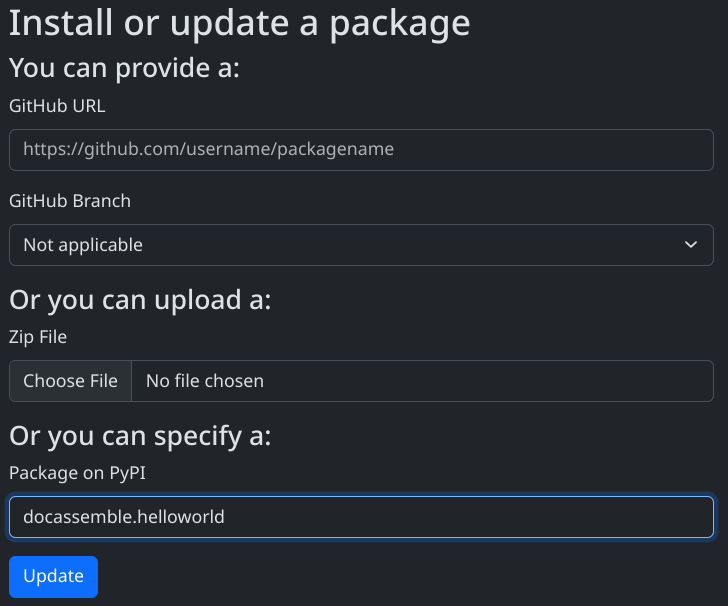 Install or update a package
You can provide a:
GitHub URL
https://github.com/username/packagename
GitHub Branch
Not applicable
Or you can upload a:
Zip File
Choose File No file chosen
Or you can specify a:
Package on PyPI
docassemble.helloworld
Update